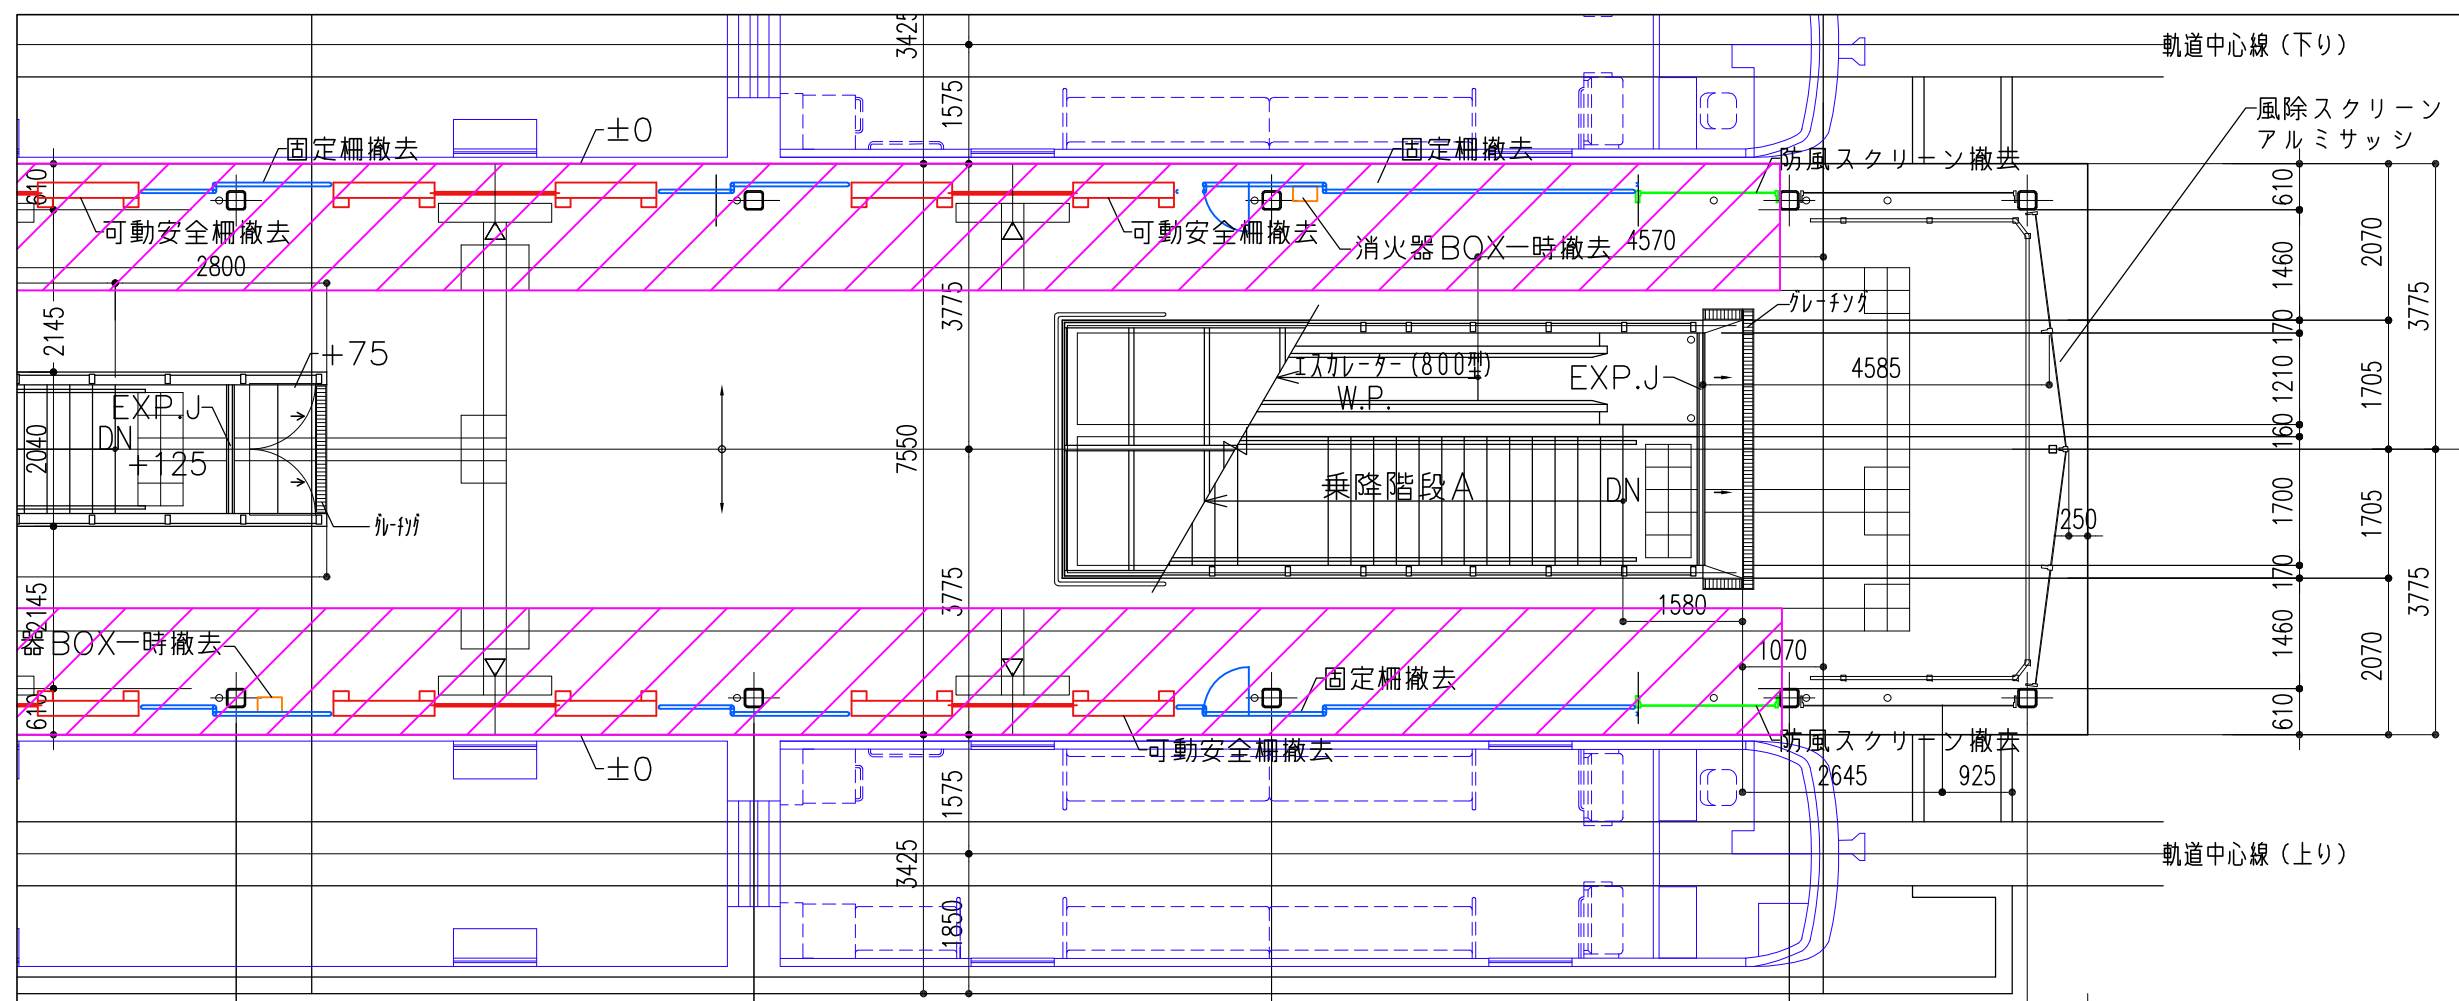 3425
軌道中心線（下り）
1575
風除スクリーン
アルミサッシ
±0
固定柵撤去
固定柵撤去
防風スクリーン撤去
610
610
可動安全柵撤去
可動安全柵撤去
消火器BOX一時撤去
4570
2070
1460
2800
3775
3775
グレーチング
2145
170
+75
エスカレーター(800型)
W.P.
EXP.J
4585
1210
1705
EXP.J
DN
2040
+125
7550
160
乗降階段A
DN
1700
1705
250
グレーチング
2145
3775
170
3775
1580
器BOX一時撤去
1070
1460
2070
固定柵撤去
610
610
可動安全柵撤去
防風スクリーン撤去
±0
1575
2645
925
3425
軌道中心線（上り）
1850